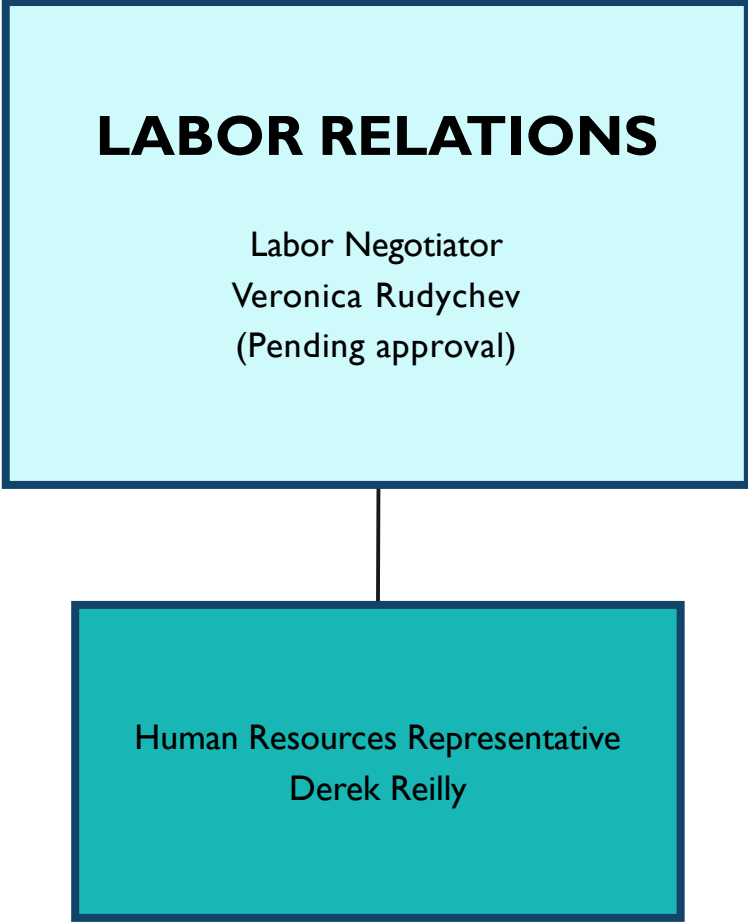 LABOR RELATIONS
Labor Negotiator
Veronica Rudychev
(Pending approval)
Human Resources Representative
Derek Reilly